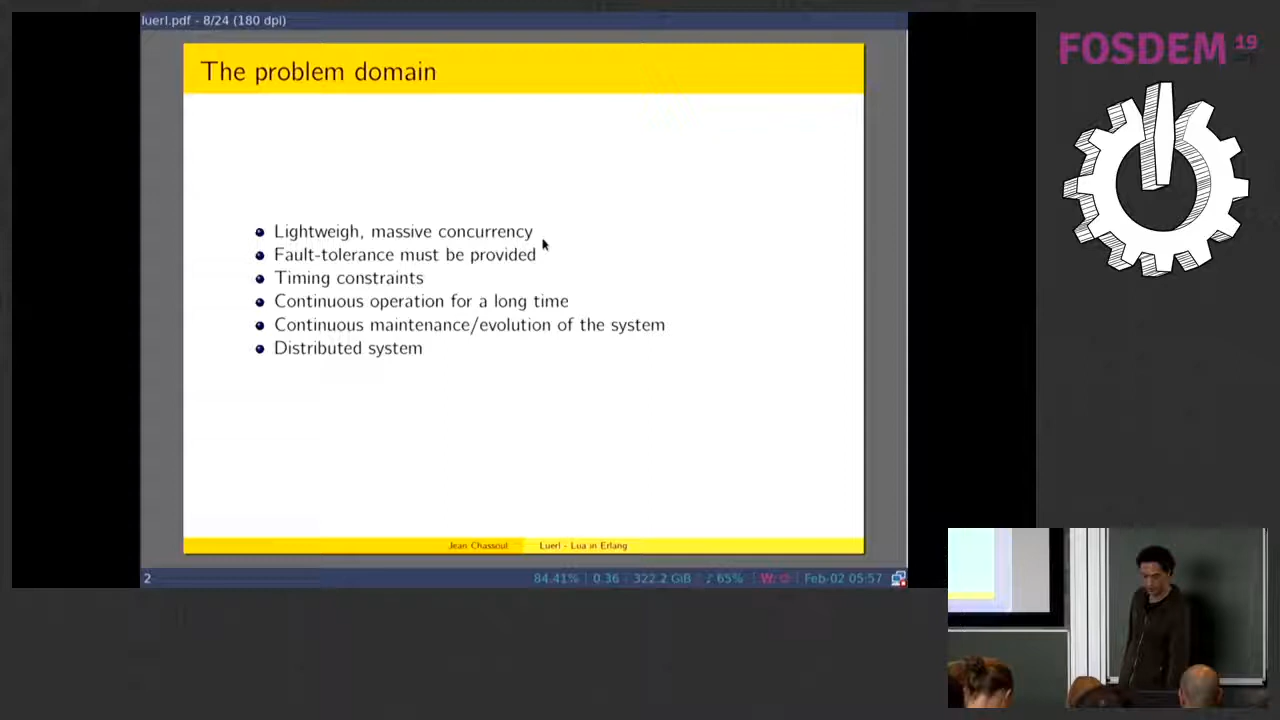 luerl.pdf - 8/24 (180 dpi)
FOSDEM 19
The problem domain
Lightweigh, massive concurrency
Fault-tolerance must be provided
Timing constraints
Continuous operation for a long time
Continuous maintenance/evolution of the system
Distributed system
Jean Chassoul Luerl - Lua in Erlang
2 84.41% | 0.36 - 322.2 GiB ♪ 65% | W: | Feb-02 05:57